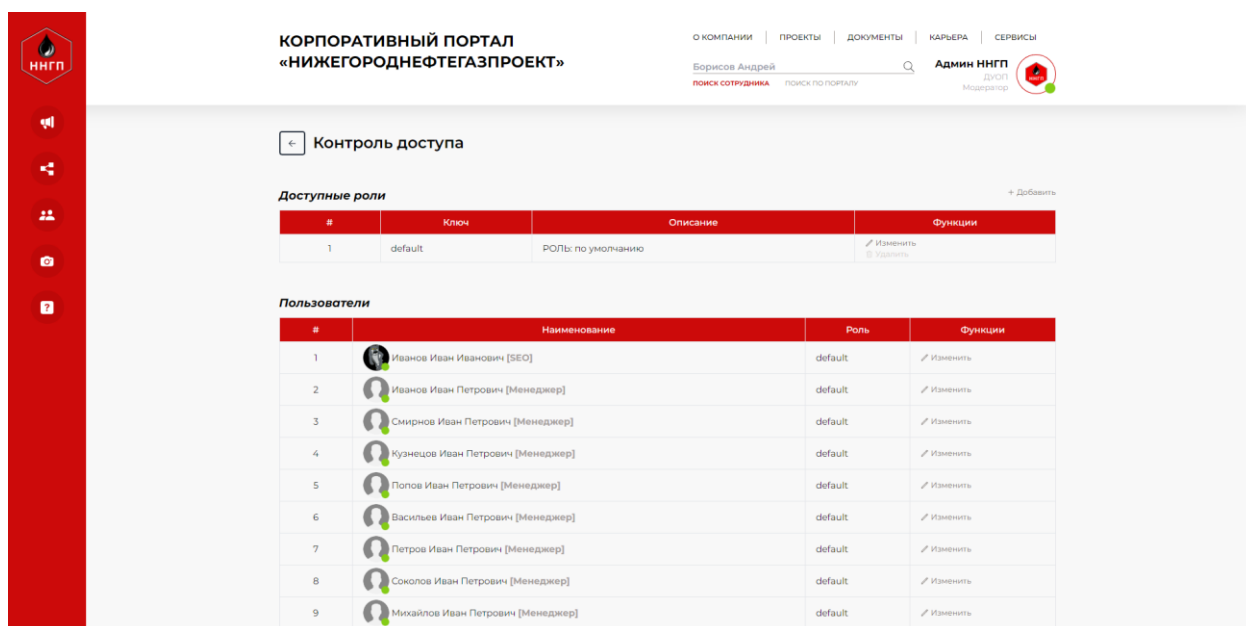 ННГП
КОРПОРАТИВНЫЙ ПОРТАЛ
«НИЖЕГОРОДНЕФТЕГАЗПРОЕКТ»
О КОМПАНИИ
ПРОЕКТЫ
ДОКУМЕНТЫ
КАРЬЕРА
СЕРВИСЫ
Борисов Андрей
ПОИСК СОТРУДНИКА
ПОИСК ПО ПОРТАЛУ
Админ ННГП
ДУОП
Модератор
ННГП
Контроль доступа
Доступные роли
+ Добавить
# Ключ Описание Функции
1 default РОЛЬ: по умолчанию Изменить
Удалить
Пользователи
# Наименование Роль Функции
1 Иванов Иван Иванович [SEO] default Изменить
2 Иванов Иван Петрович [Менеджер] default Изменить
3 Смирнов Иван Петрович [Менеджер] default Изменить
4 Кузнецов Иван Петрович [Менеджер] default Изменить
5 Попов Иван Петрович [Менеджер] default Изменить
6 Васильев Иван Петрович [Менеджер] default Изменить
7 Петров Иван Петрович [Менеджер] default Изменить
8 Соколов Иван Петрович [Менеджер] default Изменить
9 Михайлов Иван Петрович [Менеджер] default Изменить